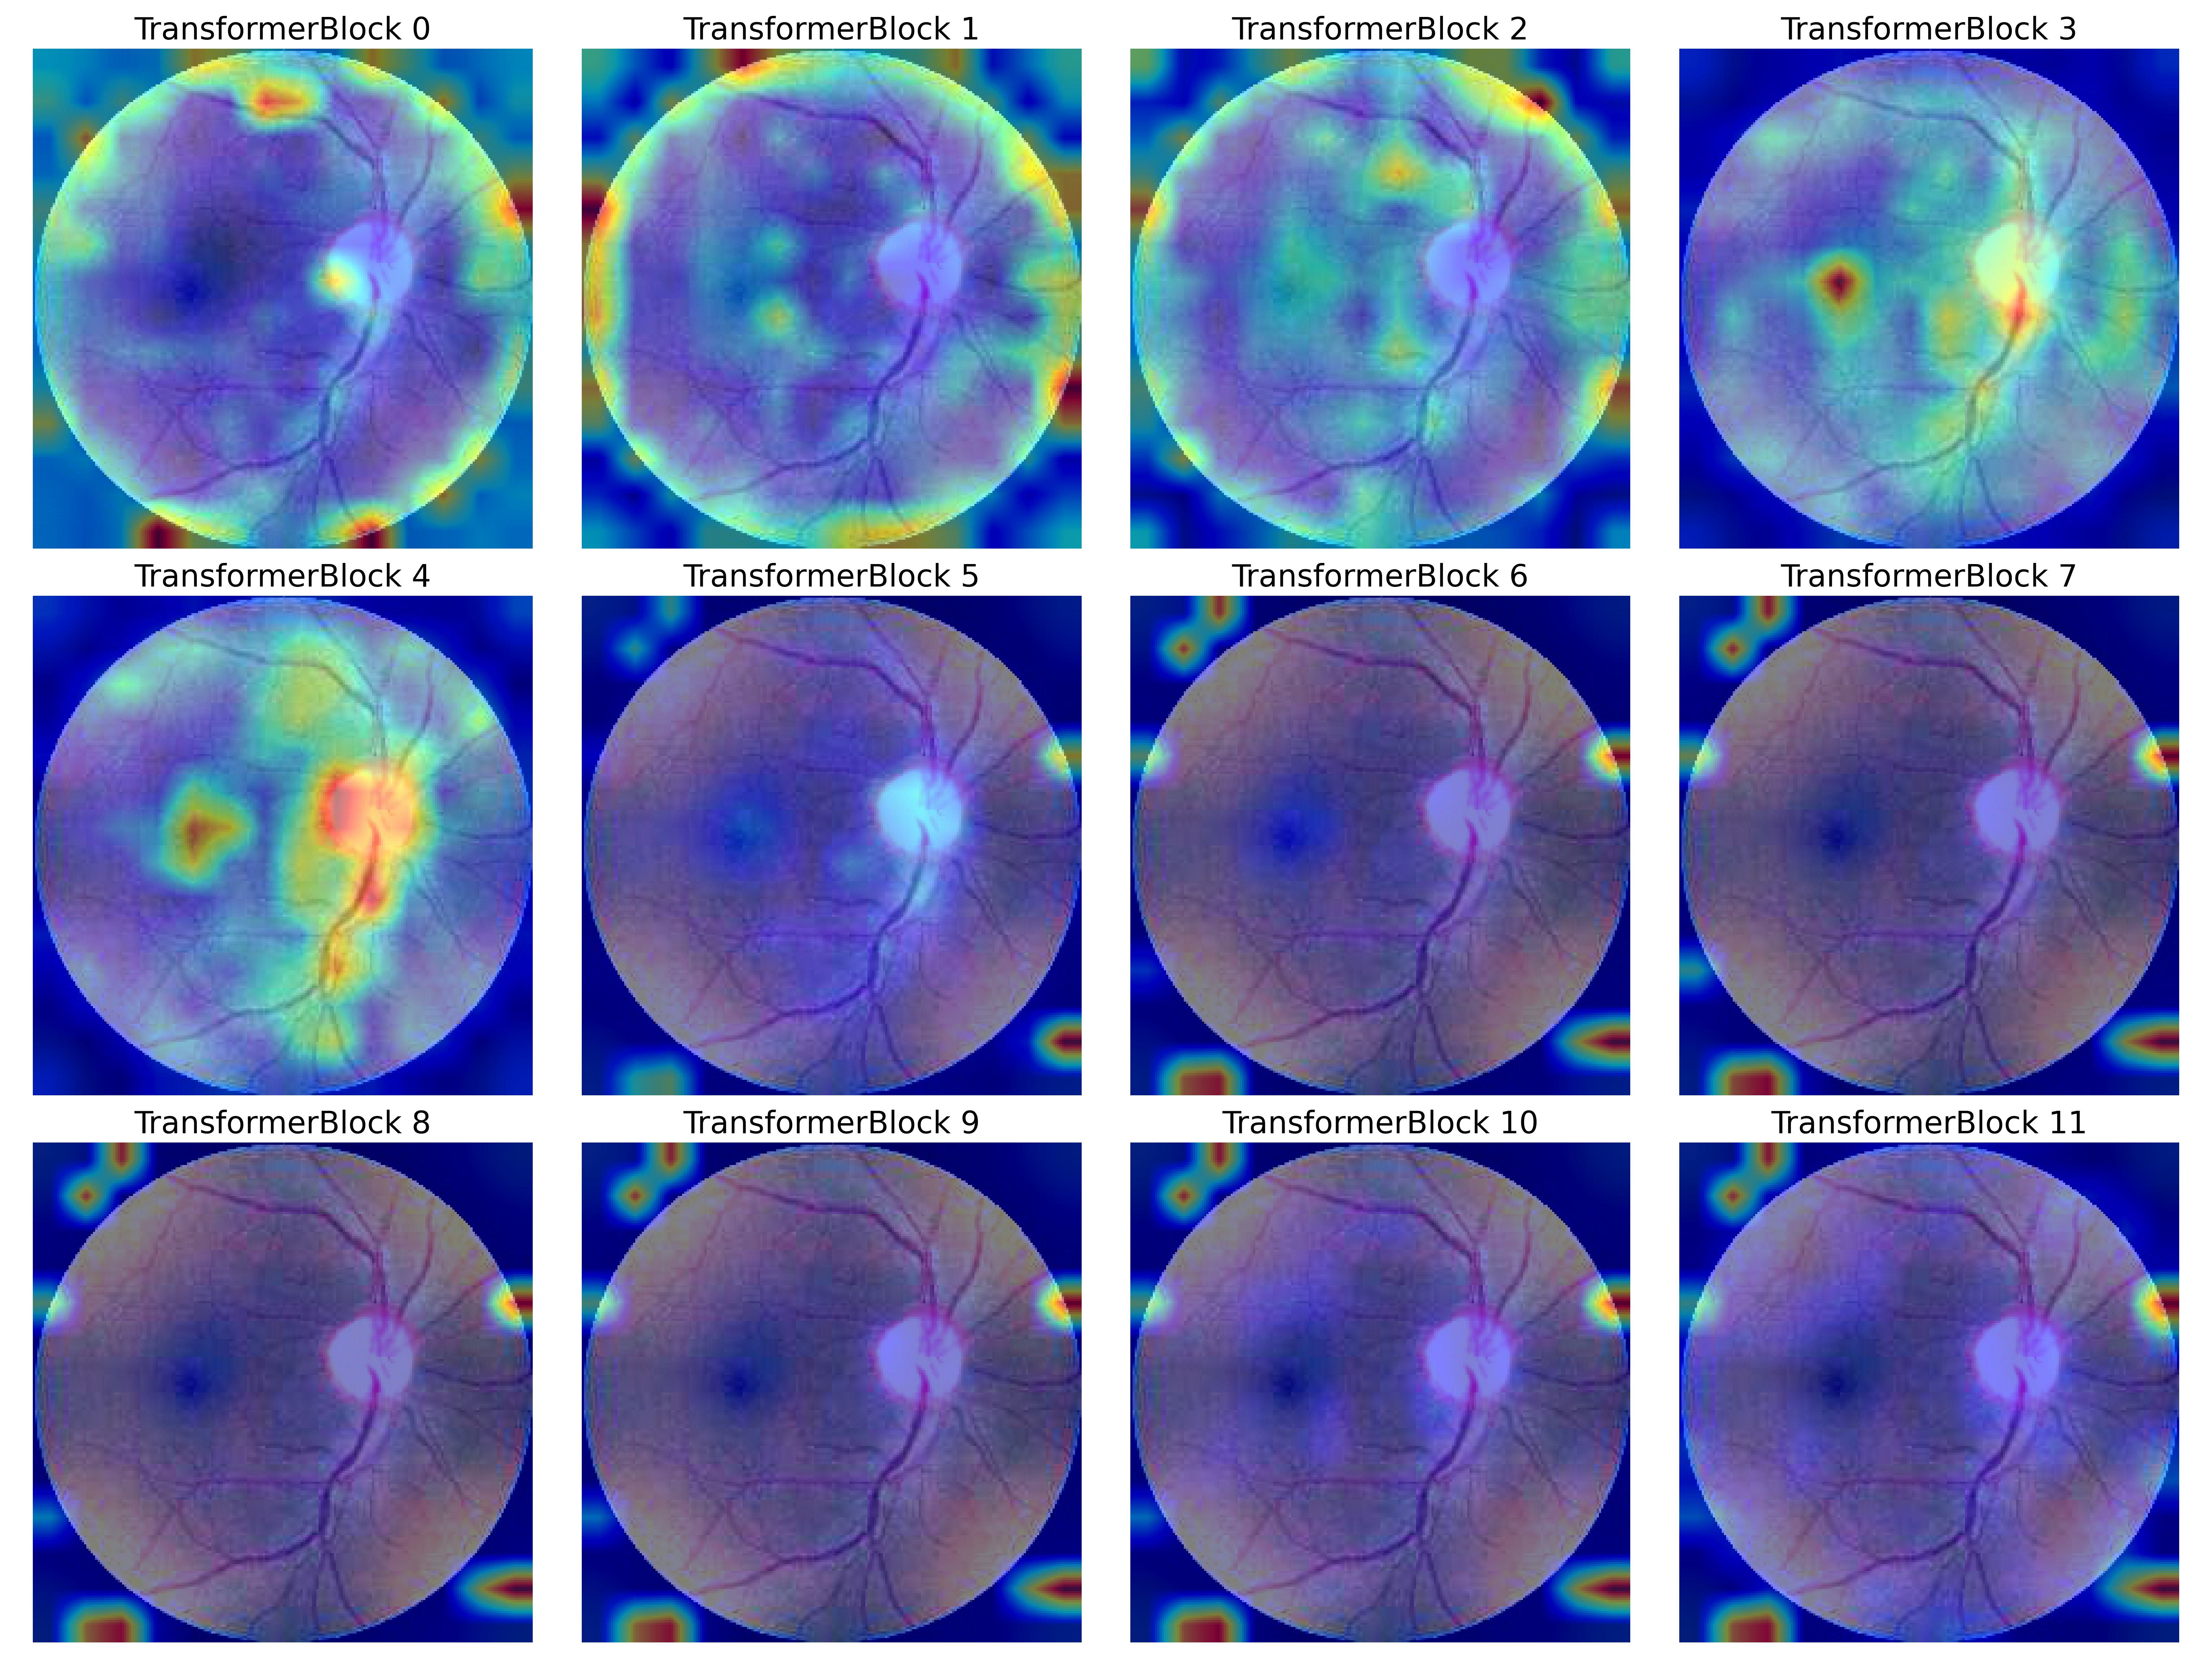 TransformerBlock 0
TransformerBlock 1
TransformerBlock 2
TransformerBlock 3
TransformerBlock 4
TransformerBlock 5
TransformerBlock 6
TransformerBlock 7
TransformerBlock 8
TransformerBlock 9
TransformerBlock 10
TransformerBlock 11